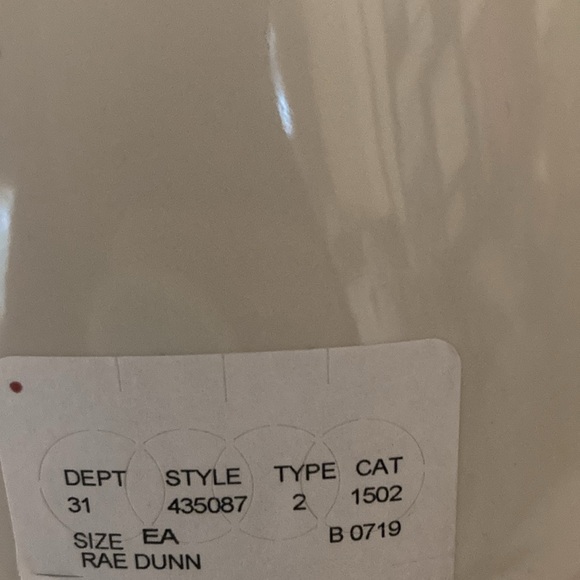 DEPT STYLE TYPE CAT
31 435087 2 1502
SIZE EA B 0719
RAE DUNN